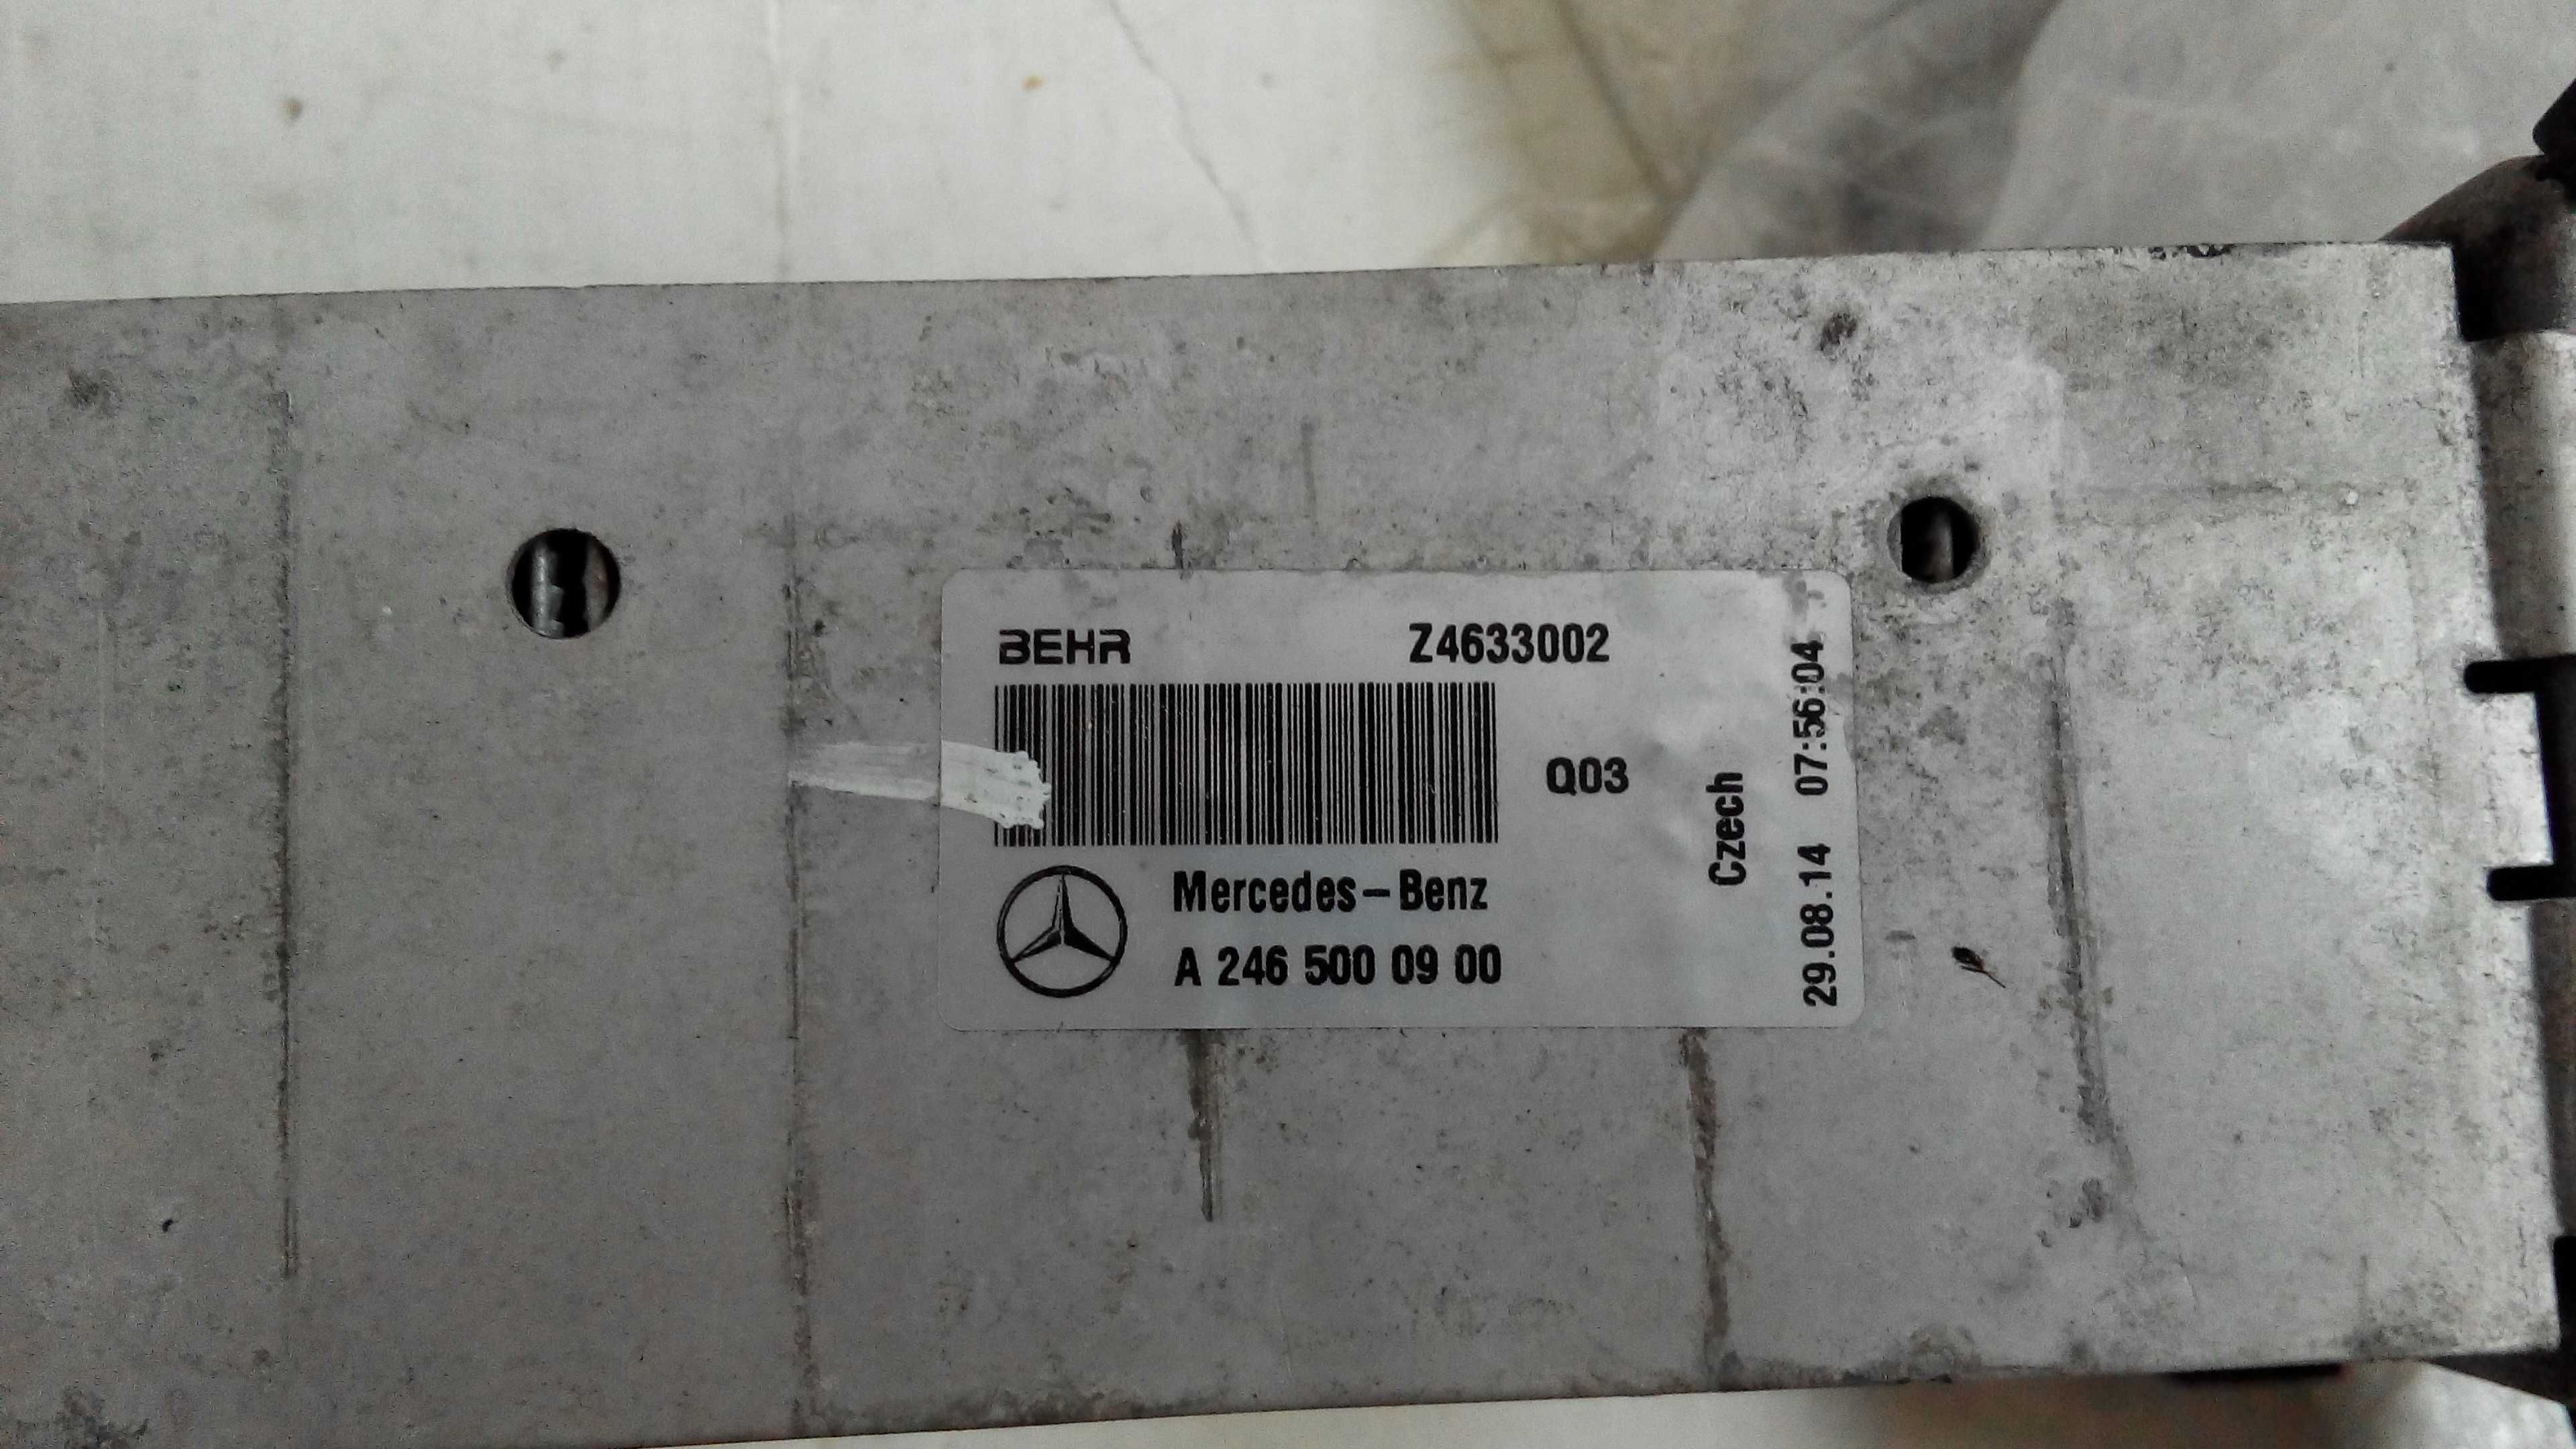 BEHR Z4633002
Q03
Mercedes-Benz
A 246 500 09 00
Czech
29.08.14 07:56:04